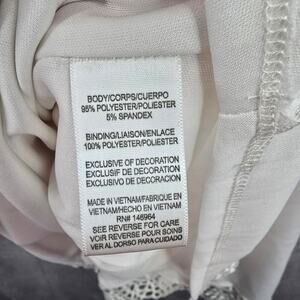 BODY/CORPS/CUERPO
95% POLYESTER/POLIESTER
5% SPANDEX
BINDING/LIAISON/ENLACE
100% POLYESTER/POLIESTER
EXCLUSIVE OF DECORATION
EXCLUSIF DE DECORATION
EXCLUSIVO DE DECORACION
MADE IN VIETNAM/FABRIQUE EN
VIETNAM/HECHO EN VIETNAM
RN# 146964
SEE REVERSE FOR CARE
VOIR REVERSE POUR SOINS
VER AL DORSO PARA CUIDADO